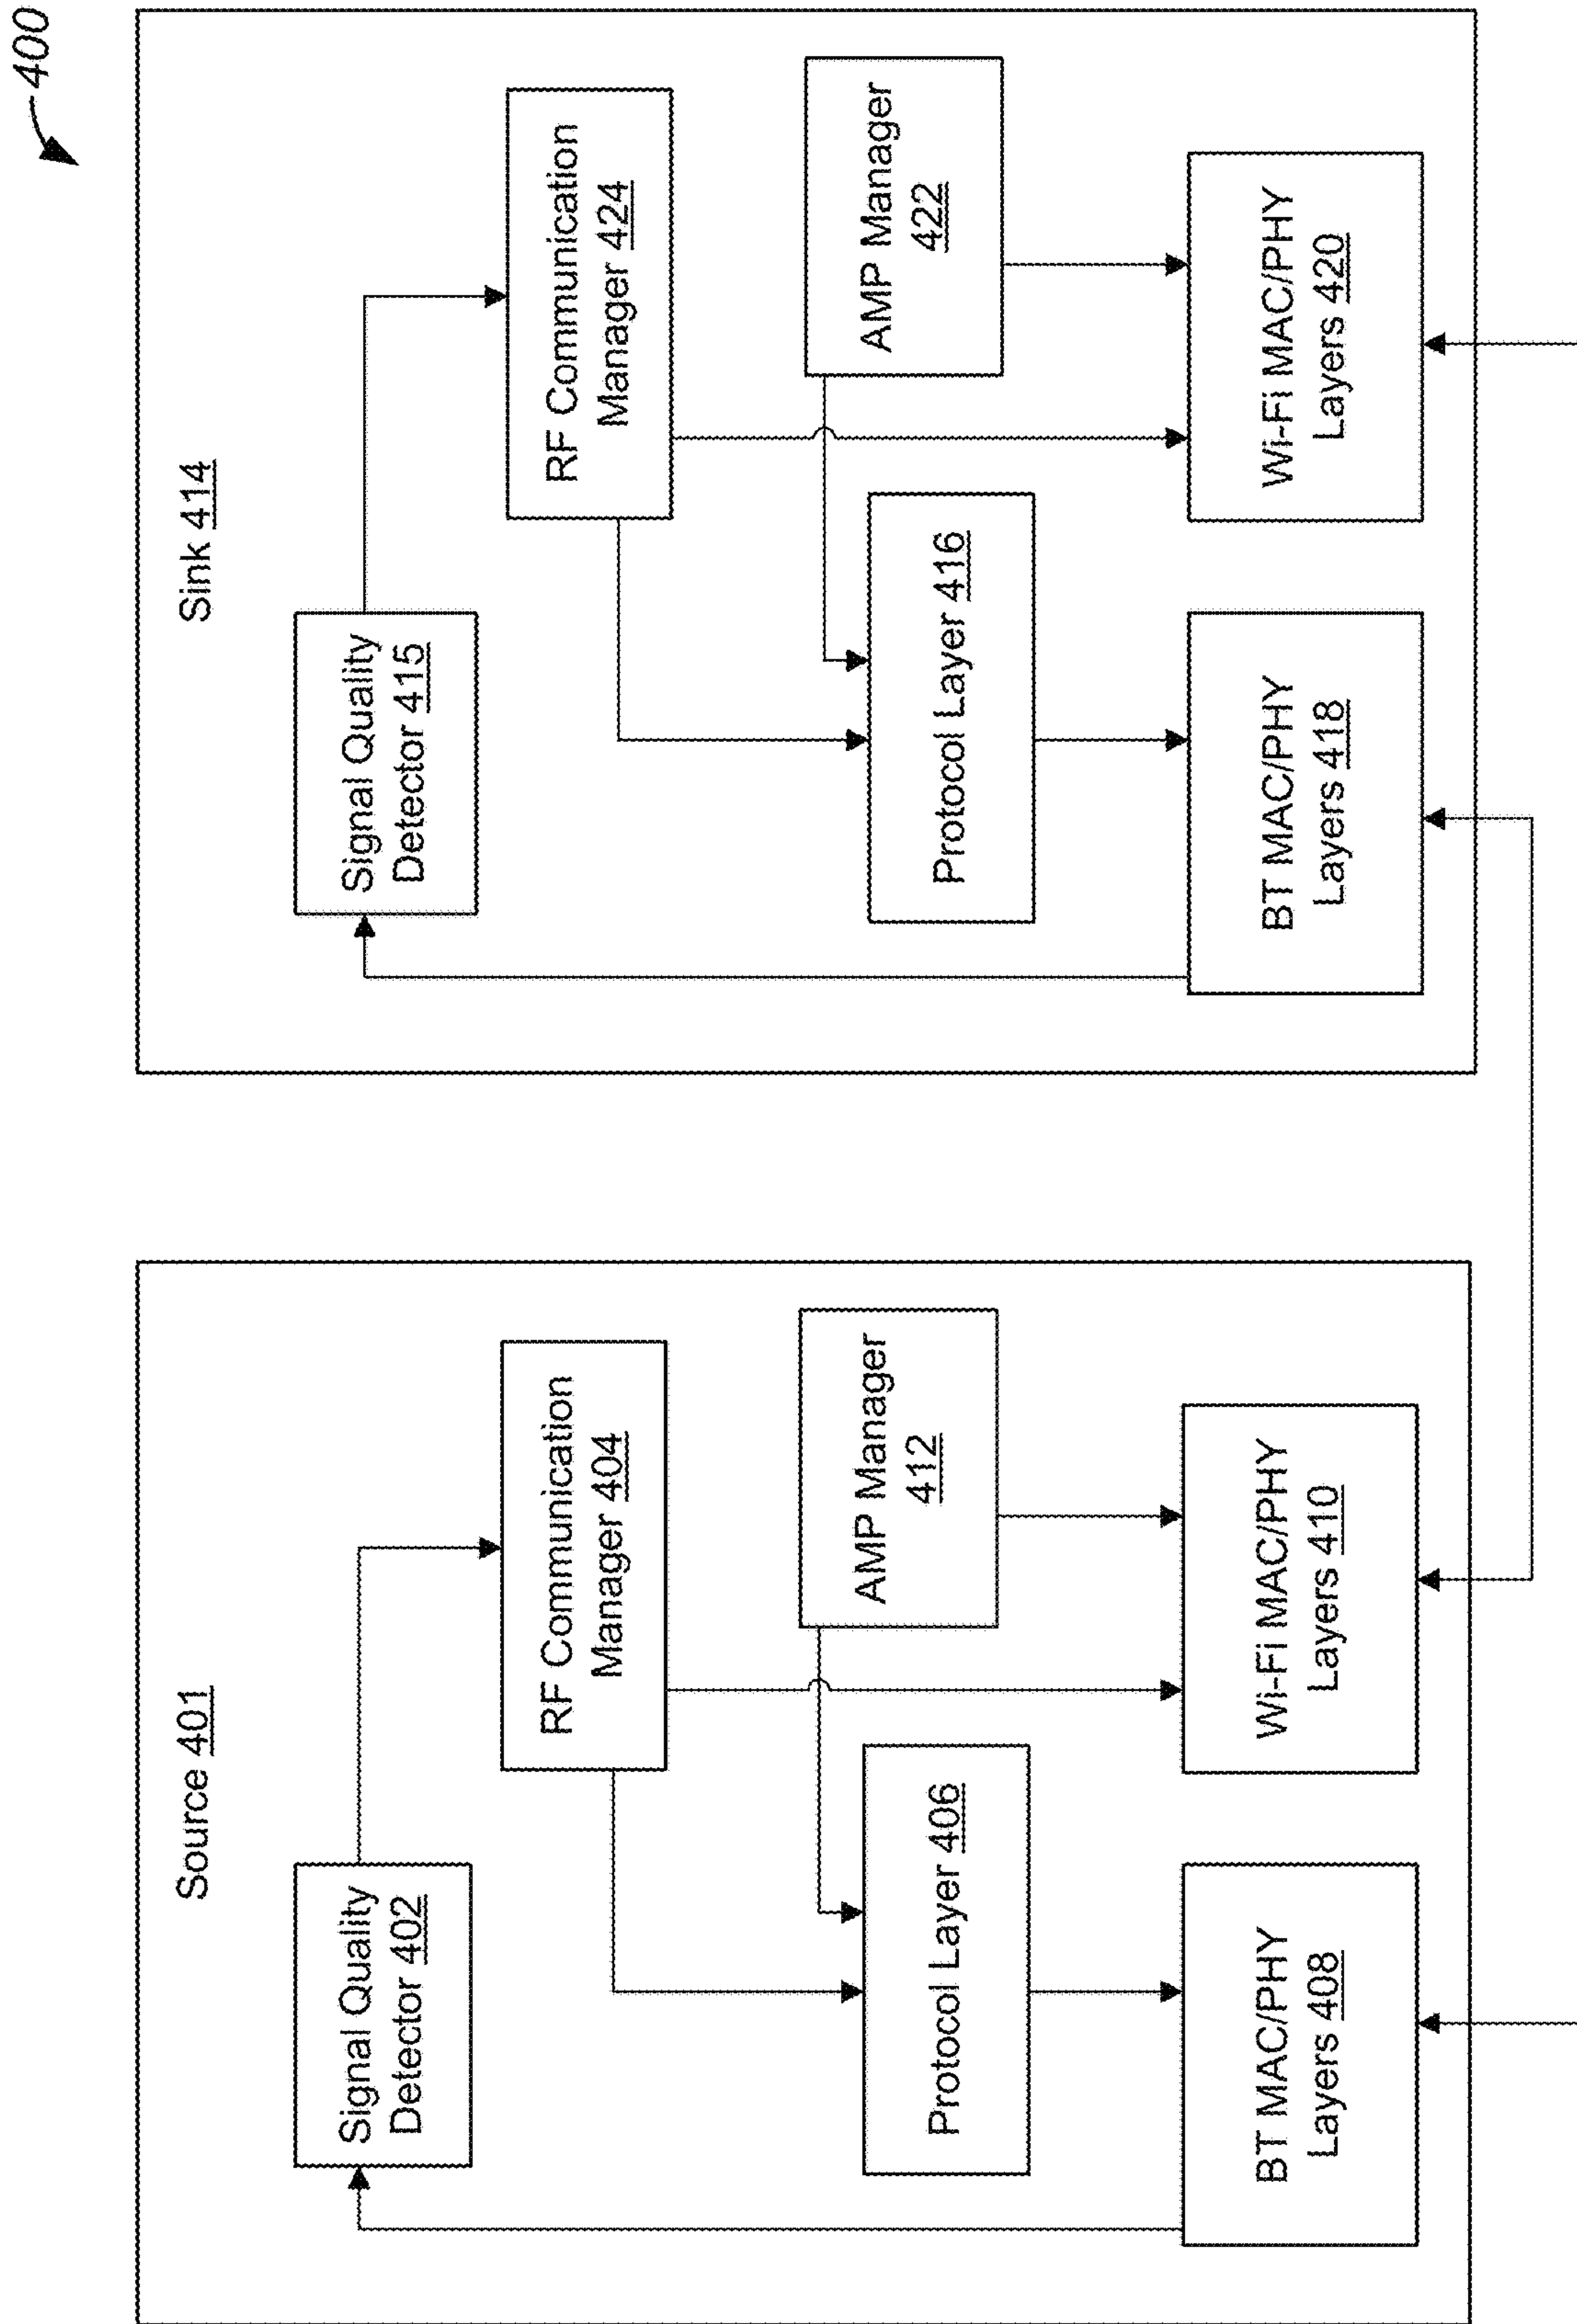 400
Source 401
Signal Quality
Detector 402
RF Communication
Manager 404
AMP Manager
412
Protocol Layer 406
BT MAC/PHY
Layers 408
Wi-Fi MAC/PHY
Layers 410
Sink 414
Signal Quality
Detector 415
RF Communication
Manager 424
AMP Manager
422
Protocol Layer 416
BT MAC/PHY
Layers 418
Wi-Fi MAC/PHY
Layers 420